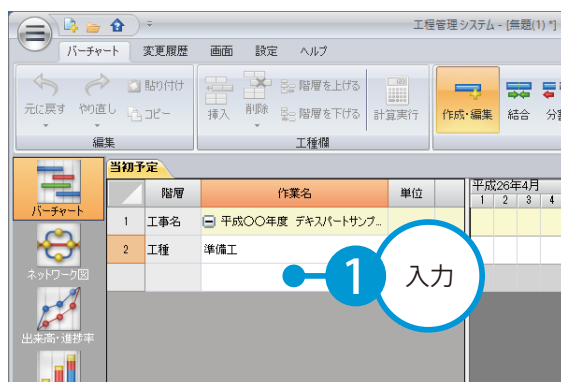 工程管理システム - [無題(1) *]
バーチャート 変更履歴 画面 設定 ヘルプ
元に戻す やり直し 貼り付け コピー 挿入 削除 階層を上げる 階層を下げる 計算実行 作成・編集 結合 分割
編集 工種欄
当初予定
階層 作業名 単位 平成26年4月
1 2 3 4
1 工事名 平成〇〇年度 デキスパートサンプ...
2 工種 準備工
1 入力
バーチャート
ネットワーク図
出来高・進捗率